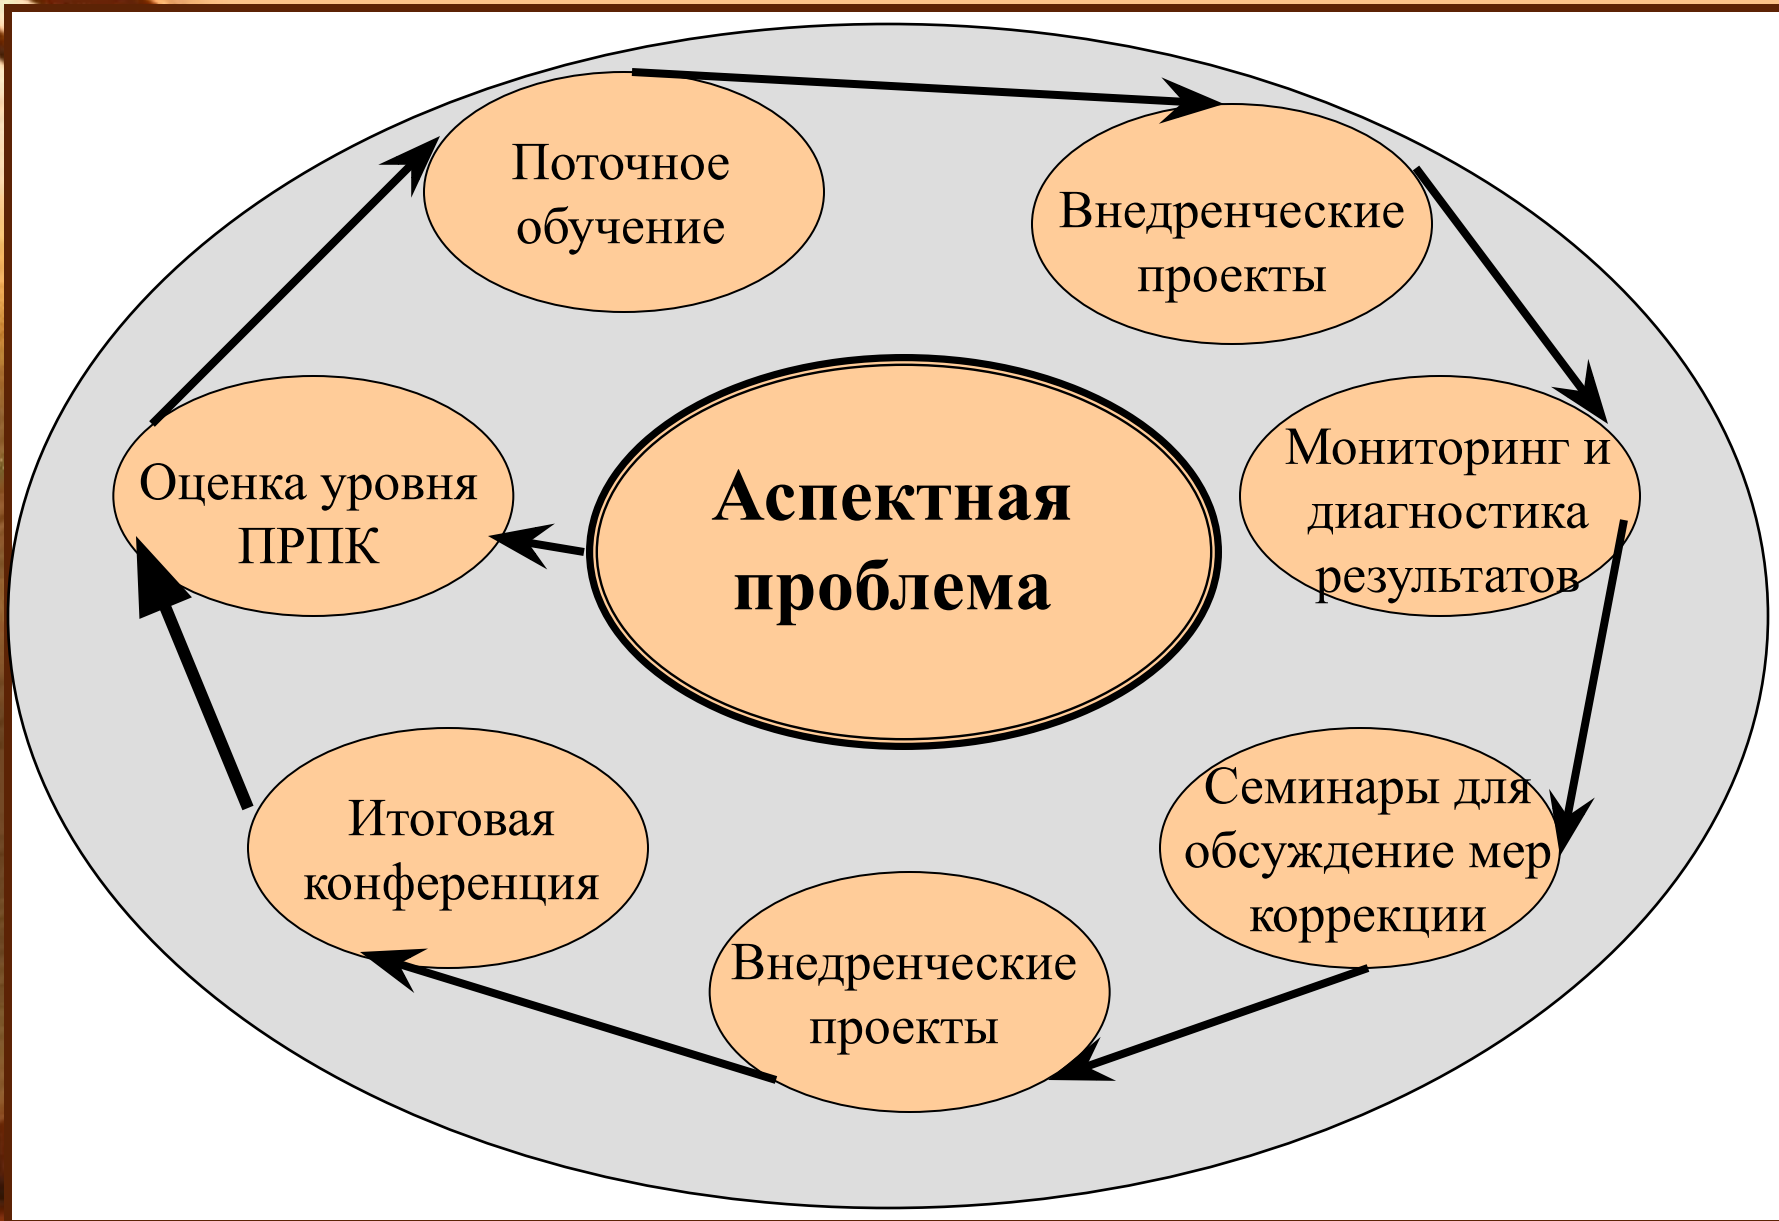 Поточное
обучение
Внедренческие
проекты
Оценка уровня
ПРПК
Аспектная
проблема
Мониторинг и
диагностика
результатов
Итоговая
конференция
Внедренческие
проекты
Семинары для
обсуждение мер
коррекции